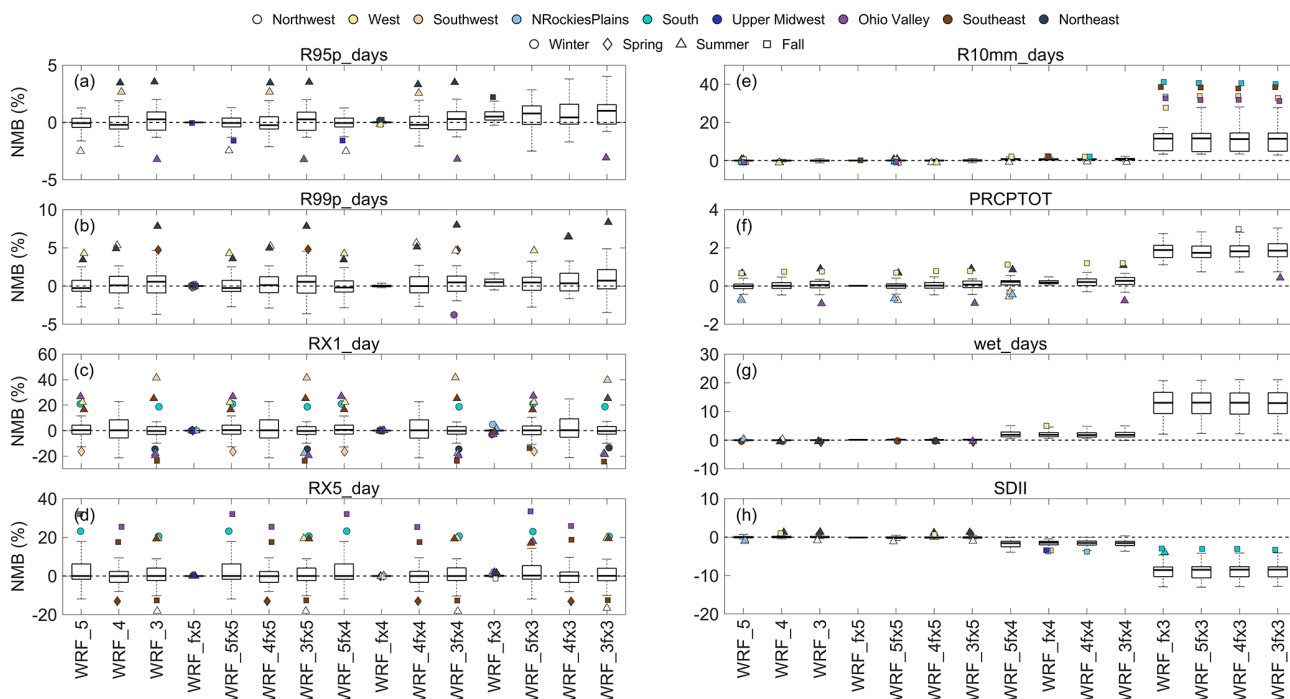 Northwest West Southwest NRockiesPlains South Upper Midwest Ohio Valley Southeast Northeast
Winter Spring Summer Fall
R95p_days
(a)
NMB (%)
5
0
-5
R99p_days
(b)
NMB (%)
10
5
0
-5
RX1_day
(c)
NMB (%)
60
40
20
0
-20
RX5_day
(d)
NMB (%)
40
20
0
-20
WRF_5
WRF_4
WRF_3
WRF_fx5
WRF_5fx5
WRF_4fx5
WRF_3fx5
WRF_5fx4
WRF_fx4
WRF_4fx4
WRF_3fx4
WRF_fx3
WRF_5fx3
WRF_4fx3
WRF_3fx3
R10mm_days
(e)
40
20
0
PRCPTOT
(f)
4
2
0
-2
wet_days
(g)
30
20
10
0
-10
SDII
(h)
10
0
-10
-20
WRF_5
WRF_4
WRF_3
WRF_fx5
WRF_5fx5
WRF_4fx5
WRF_3fx5
WRF_5fx4
WRF_fx4
WRF_4fx4
WRF_3fx4
WRF_fx3
WRF_5fx3
WRF_4fx3
WRF_3fx3